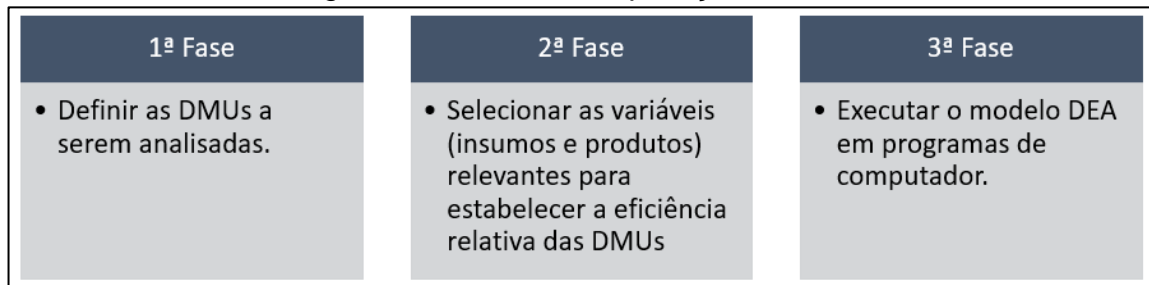 1ª Fase
• Definir as DMUs a
serem analisadas.
2ª Fase
• Selecionar as variáveis
(insumos e produtos)
relevantes para
estabelecer a eficiência
relativa das DMUs
3ª Fase
• Executar o modelo DEA
em programas de
computador.